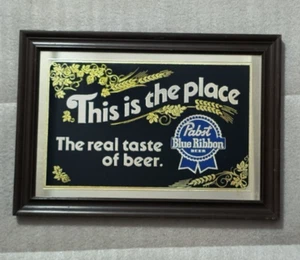 This is the place
The real taste
of beer.
Pabst
Blue Ribbon
BEER